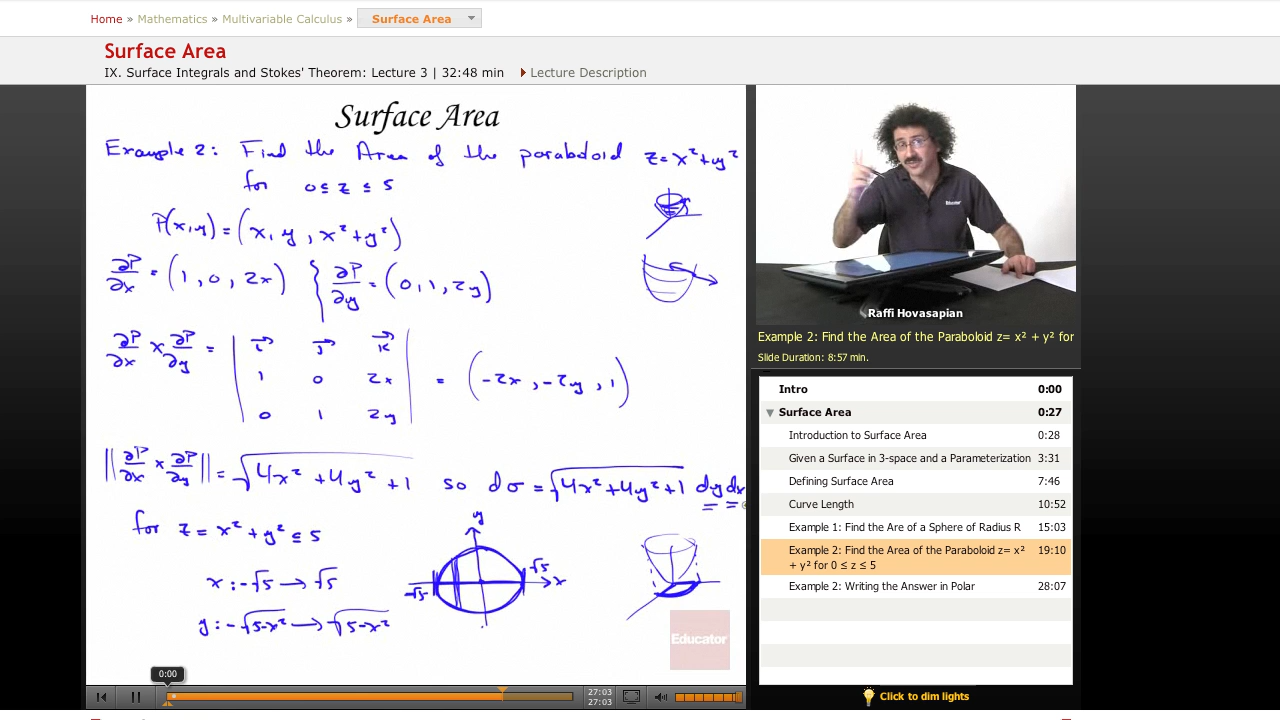 Home » Mathematics » Multivariable Calculus » Surface Area
Surface Area
IX. Surface Integrals and Stokes' Theorem: Lecture 3 | 32:48 min Lecture Description
Surface Area
Example 2: Find the Area of the paraboloid z = x² + y²
for 0 ≤ z ≤ 5
P(x,y) = (x, y, x² + y²)
∂P/∂x = (1, 0, 2x) { ∂P/∂y = (0, 1, 2y)
∂P/∂x × ∂P/∂y = | i j k | = (-2x, -2y, 1)
1 0 2x
0 1 2y
||∂P/∂x × ∂P/∂y|| = √4x² + 4y² + 1 so dσ = √4x² + 4y² + 1 dy dx
for z = x² + y² ≤ 5
x: -√5 → √5
y: -√5-x² → √5-x²
y
-√5
√5
x
Educator
Educator
Raffi Hovasapian
Example 2: Find the Area of the Paraboloid z= x² + y² for
Slide Duration: 8:57 min.
Intro 0:00
Surface Area 0:27
Introduction to Surface Area 0:28
Given a Surface in 3-space and a Parameterization 3:31
Defining Surface Area 7:46
Curve Length 10:52
Example 1: Find the Are of a Sphere of Radius R 15:03
Example 2: Find the Area of the Paraboloid z= x² 19:10
+ y² for 0 ≤ z ≤ 5
Example 2: Writing the Answer in Polar 28:07
0:00
27:03
27:03
Click to dim lights